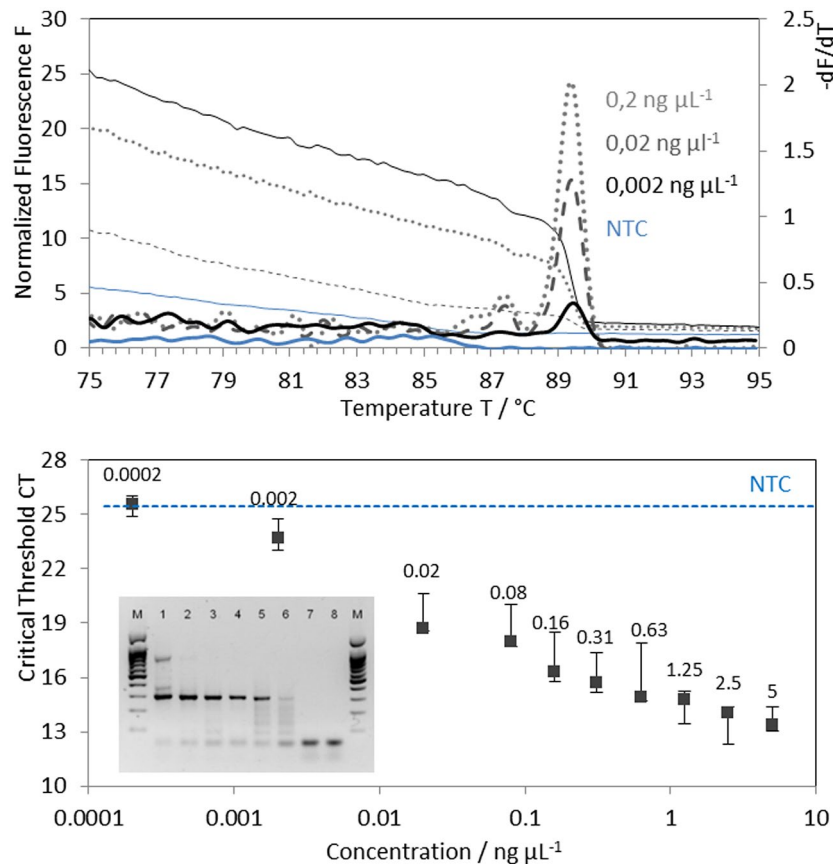 30
25
20
15
10
5
0
Normalized Fluorescence F
2.5
2
1.5
1
0.5
0
-dF/dT
0,2 ng µL-1
0,02 ng µl-1
0,002 ng µL-1
NTC
75 77 79 81 83 85 87 89 91 93 95
Temperature T / °C
28
25
22
19
16
13
10
Critical Threshold CT
0.0002
0.002
NTC
0.02
0.08
0.16
0.31
0.63
1.25
2.5
5
M 1 2 3 4 5 6 7 8 M
0.0001 0.001 0.01 0.1 1 10
Concentration / ng µL-1